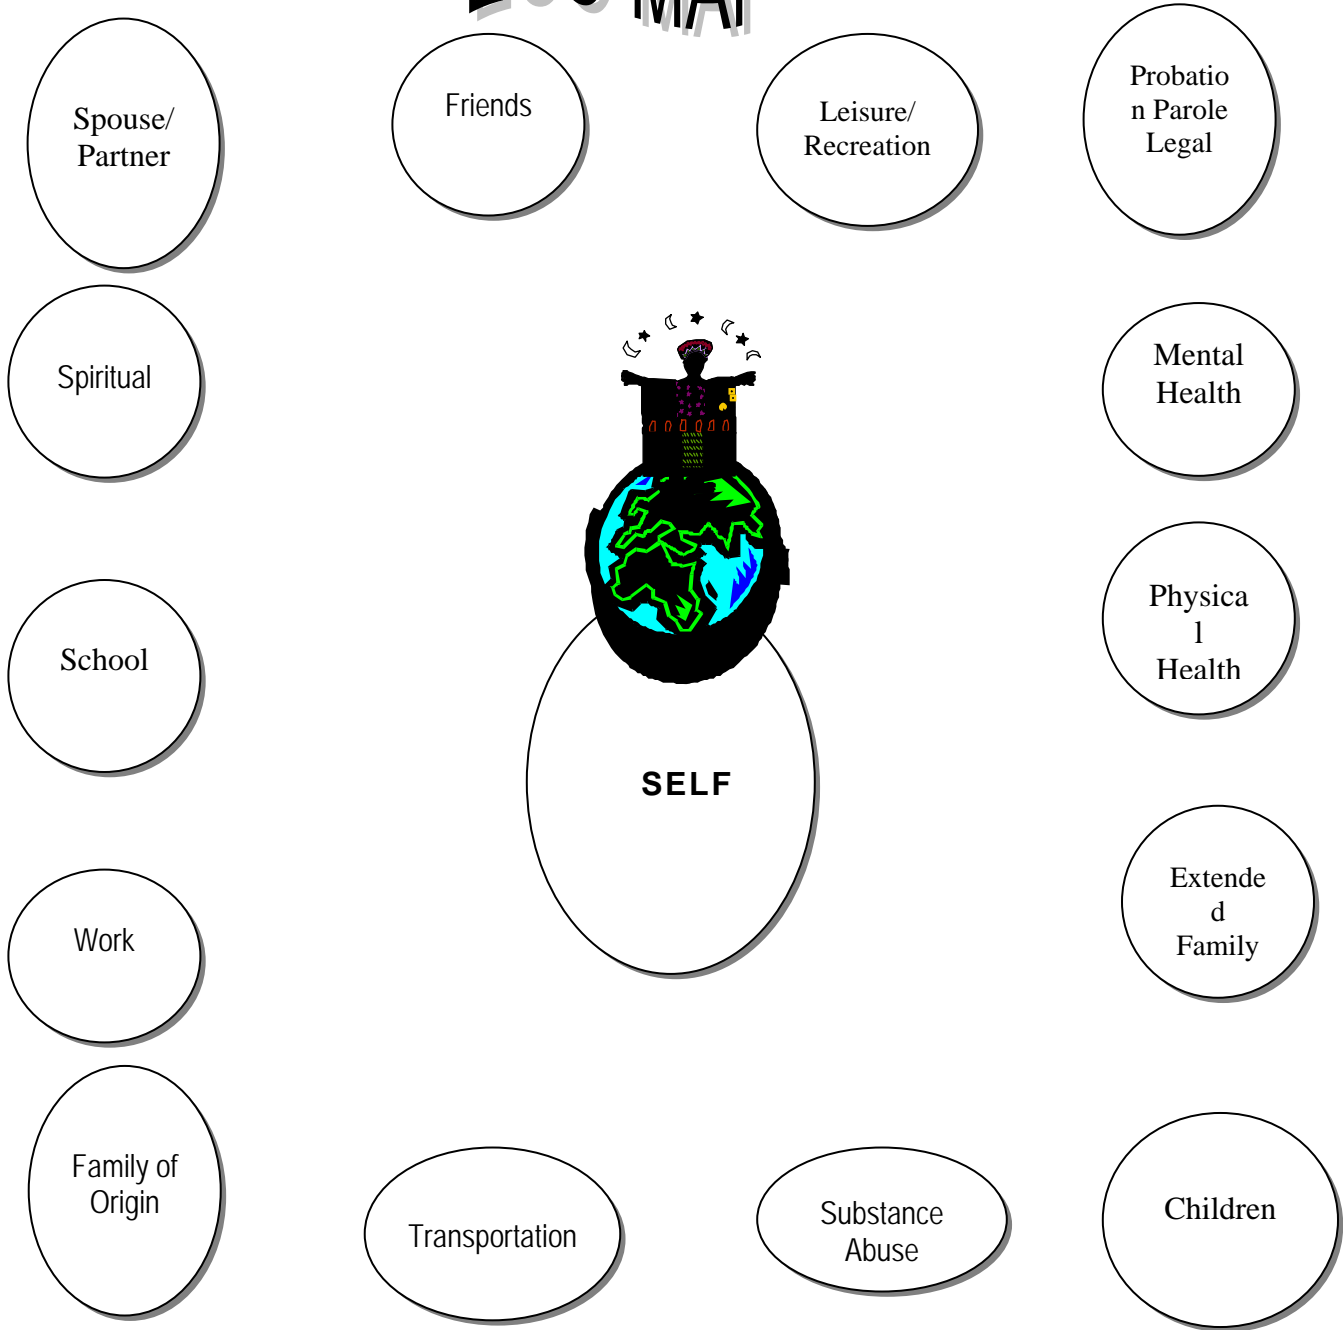 Spouse/
Partner
Friends
Leisure/
Recreation
Probatio
n Parole
Legal
Spiritual
Mental
Health
School
Physica
l
Health
SELF
Work
Extende
d
Family
Family of
Origin
Transportation
Substance
Abuse
Children